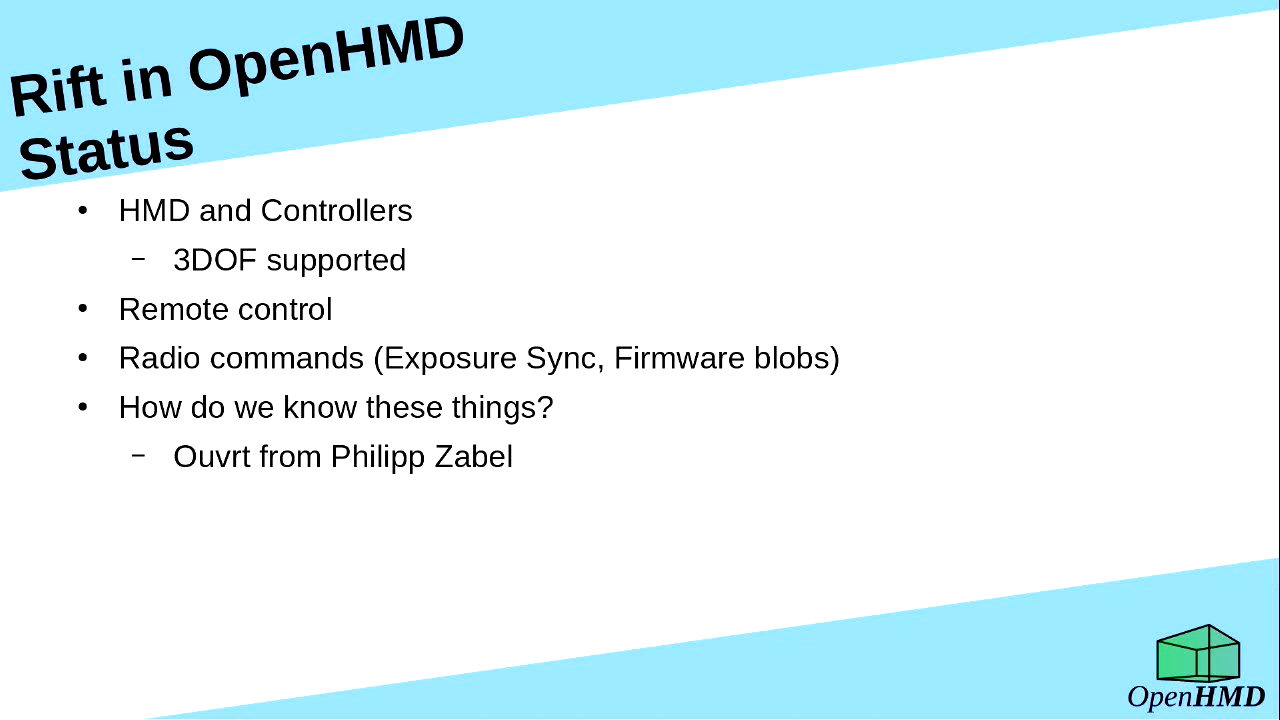 Rift in OpenHMD
Status
• HMD and Controllers
– 3DOF supported
• Remote control
• Radio commands (Exposure Sync, Firmware blobs)
• How do we know these things?
– Ouvrt from Philipp Zabel
OpenHMD